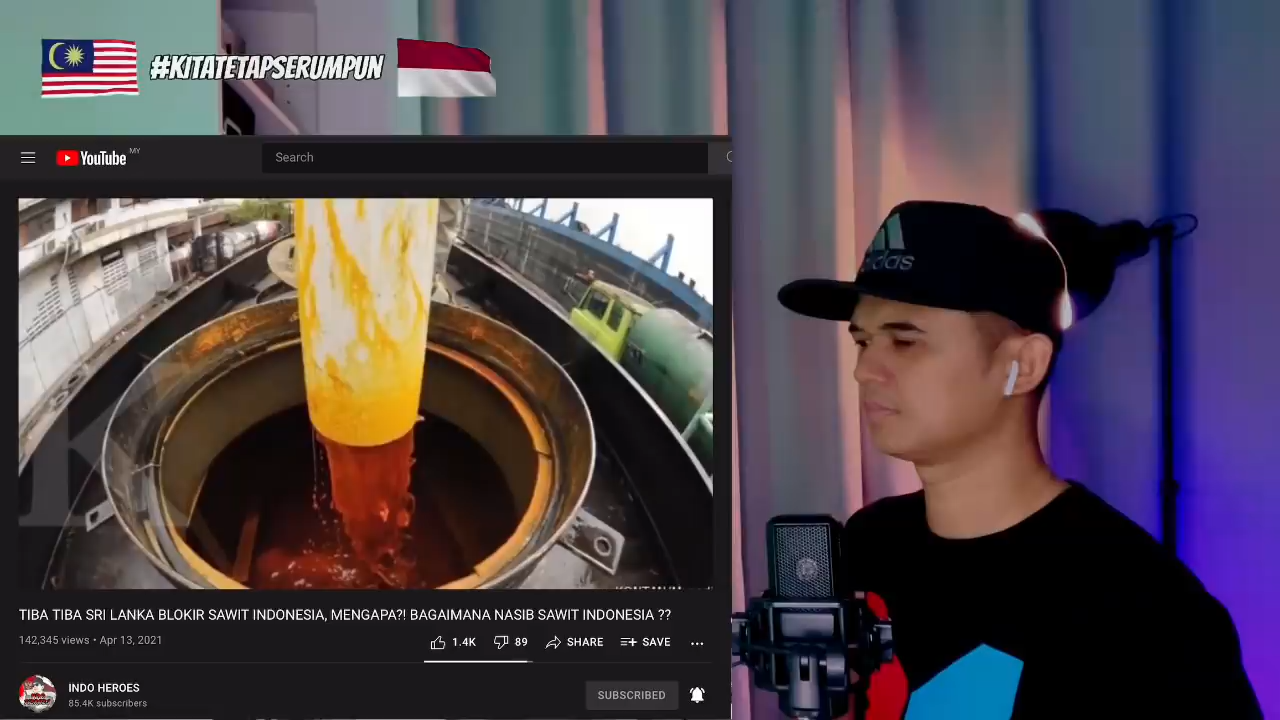 #KITATETAPSERUMPUN
YouTube MY
Search
adidas
TIBA TIBA SRI LANKA BLOKIR SAWIT INDONESIA, MENGAPA?! BAGAIMANA NASIB SAWIT INDONESIA ??
142,345 views • Apr 13, 2021
1.4K
89
SHARE
SAVE
INDO HEROES
85.4K subscribers
SUBSCRIBED